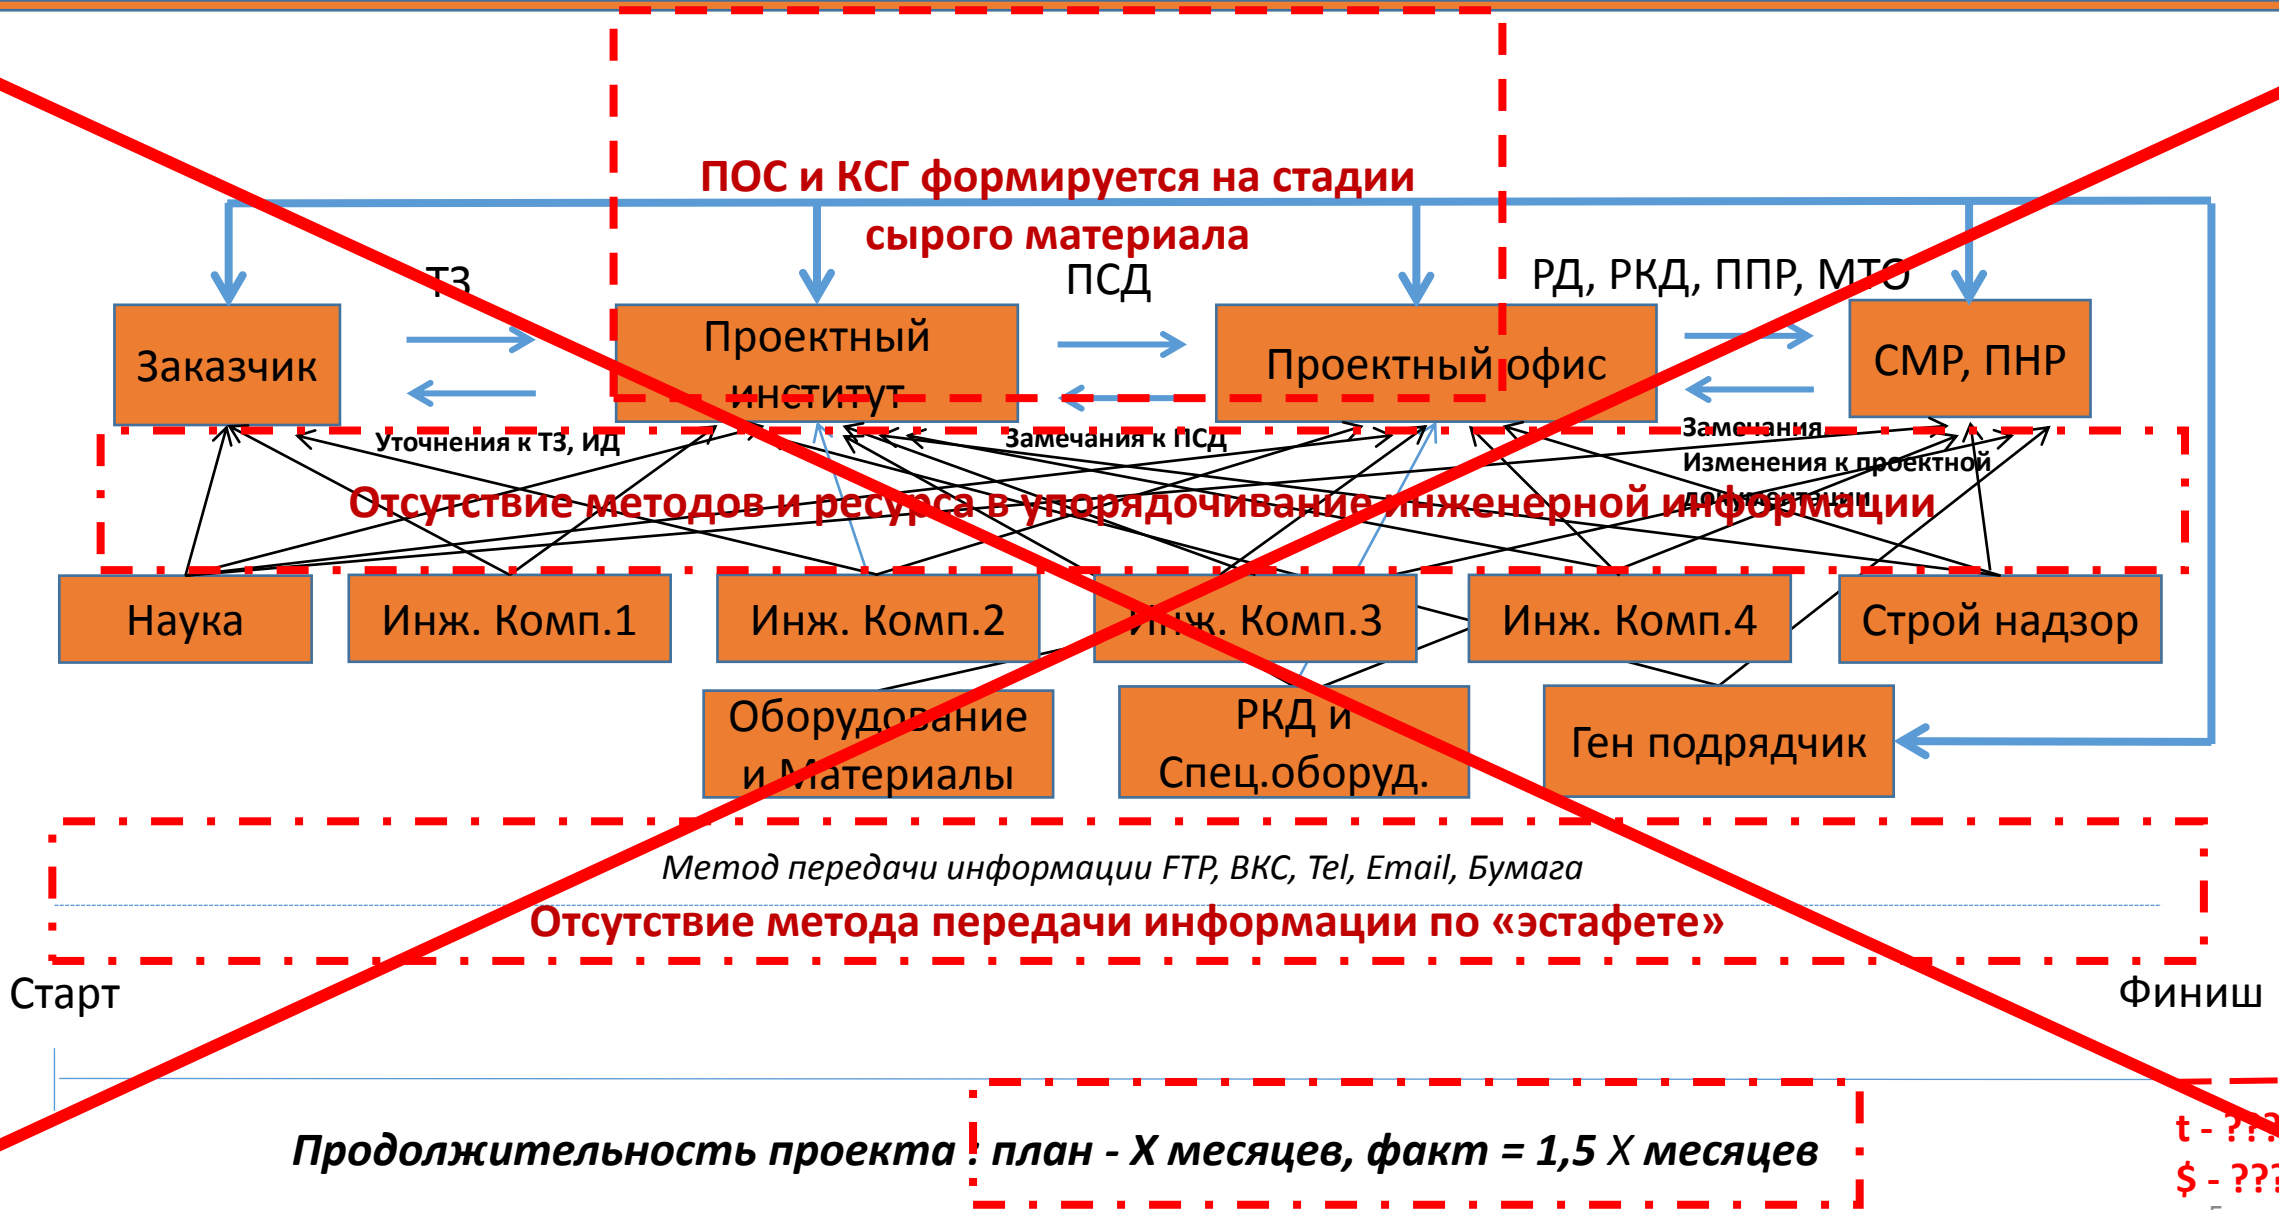 ПОС и КСГ формируется на стадии
сырого материала
ТЗ
ПСД
РД, РКД, ППР, МТО
Заказчик
Проектный
институт
Проектный офис
СМР, ПНР
Уточнения к ТЗ, ИД
Замечания к ПСД
Замечания
Изменения к проектной
документации
Отсутствие методов и ресурса в упорядочивание инженерной информации
Наука
Инж. Комп.1
Инж. Комп.2
Инж. Комп.3
Инж. Комп.4
Строй надзор
Оборудование
и Материалы
РКД и
Спец.оборуд.
Ген подрядчик
Метод передачи информации FTP, ВКС, Tel, Email, Бумага
Отсутствие метода передачи информации по «эстафете»
Старт
Финиш
Продолжительность проекта : план - X месяцев, факт = 1,5 X месяцев
t - ???
$ - ???